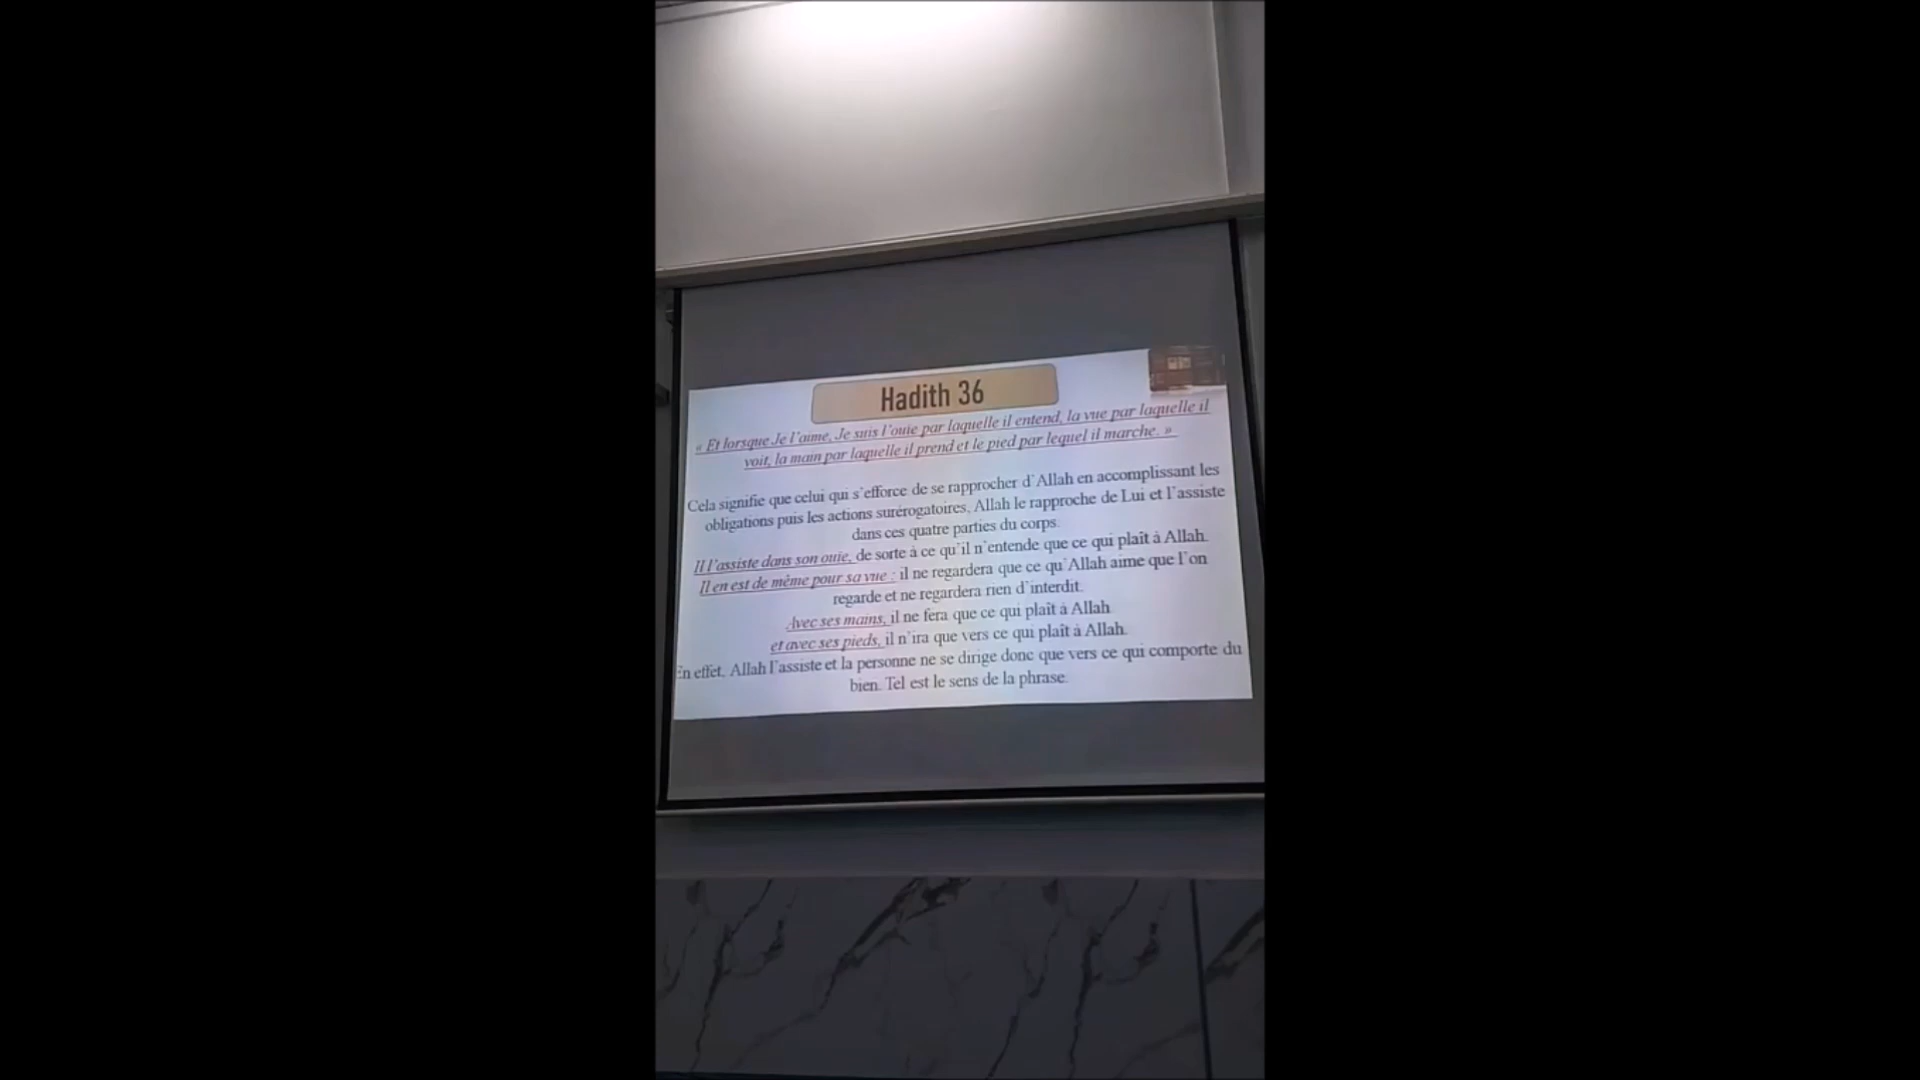 Hadith 36
« Et lorsque Je l'aime, Je suis l'ouie par laquelle il entend, la vue par laquelle il
voit, la main par laquelle il prend et le pied par lequel il marche. »
Cela signifie que celui qui s'efforce de se rapprocher d'Allah en accomplissant les
obligations puis les actions surérogatoires, Allah le rapproche de Lui et l'assiste
dans ces quatre parties du corps.
Il l'assiste dans son ouie, de sorte à ce qu'il n'entende que ce qui plaît à Allah.
Il en est de même pour sa vue : il ne regardera que ce qu'Allah aime que l'on
regarde et ne regardera rien d'interdit.
Avec ses mains, il ne fera que ce qui plaît à Allah
et avec ses pieds, il n'ira que vers ce qui plaît à Allah.
En effet, Allah l'assiste et la personne ne se dirige donc que vers ce qui comporte du
bien. Tel est le sens de la phrase.